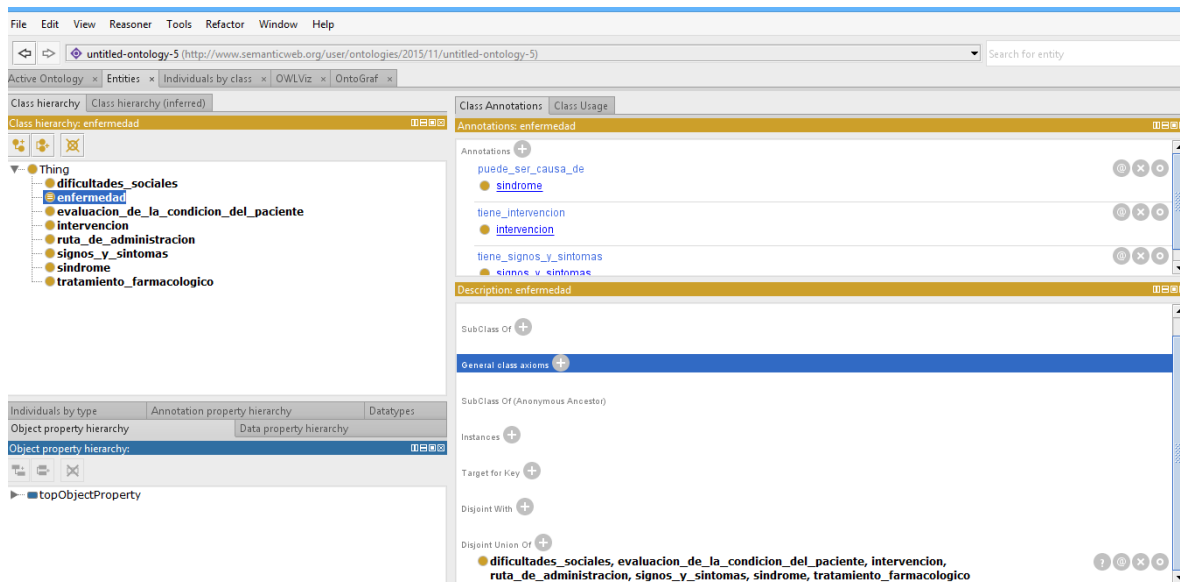 File Edit View Reasoner Tools Refactor Window Help
untitled-ontology-5 (http://www.semanticweb.org/user/ontologies/2015/11/untitled-ontology-5)
Search for entity
Active Ontology × Entities × Individuals by class × OWLViz × OntoGraf ×
Class hierarchy Class hierarchy (inferred)
Class hierarchy: enfermedad
Thing
dificultades_sociales
enfermedad
evaluacion_de_la_condicion_del_paciente
intervencion
ruta_de_administracion
signos_y_sintomas
sindrome
tratamiento_farmacologico
Individuals by type Annotation property hierarchy Datatypes
Object property hierarchy Data property hierarchy
Object property hierarchy:
topObjectProperty
Class Annotations Class Usage
Annotations: enfermedad
Annotations
puede_ser_causa_de
sindrome
tiene_intervencion
intervencion
tiene_signos_y_sintomas
signos_y_sintomas
Description: enfermedad
SubClass Of
General class axioms
SubClass Of (Anonymous Ancestor)
Instances
Target for Key
Disjoint With
Disjoint Union Of
dificultades_sociales, evaluacion_de_la_condicion_del_paciente, intervencion,
ruta_de_administracion, signos_y_sintomas, sindrome, tratamiento_farmacologico